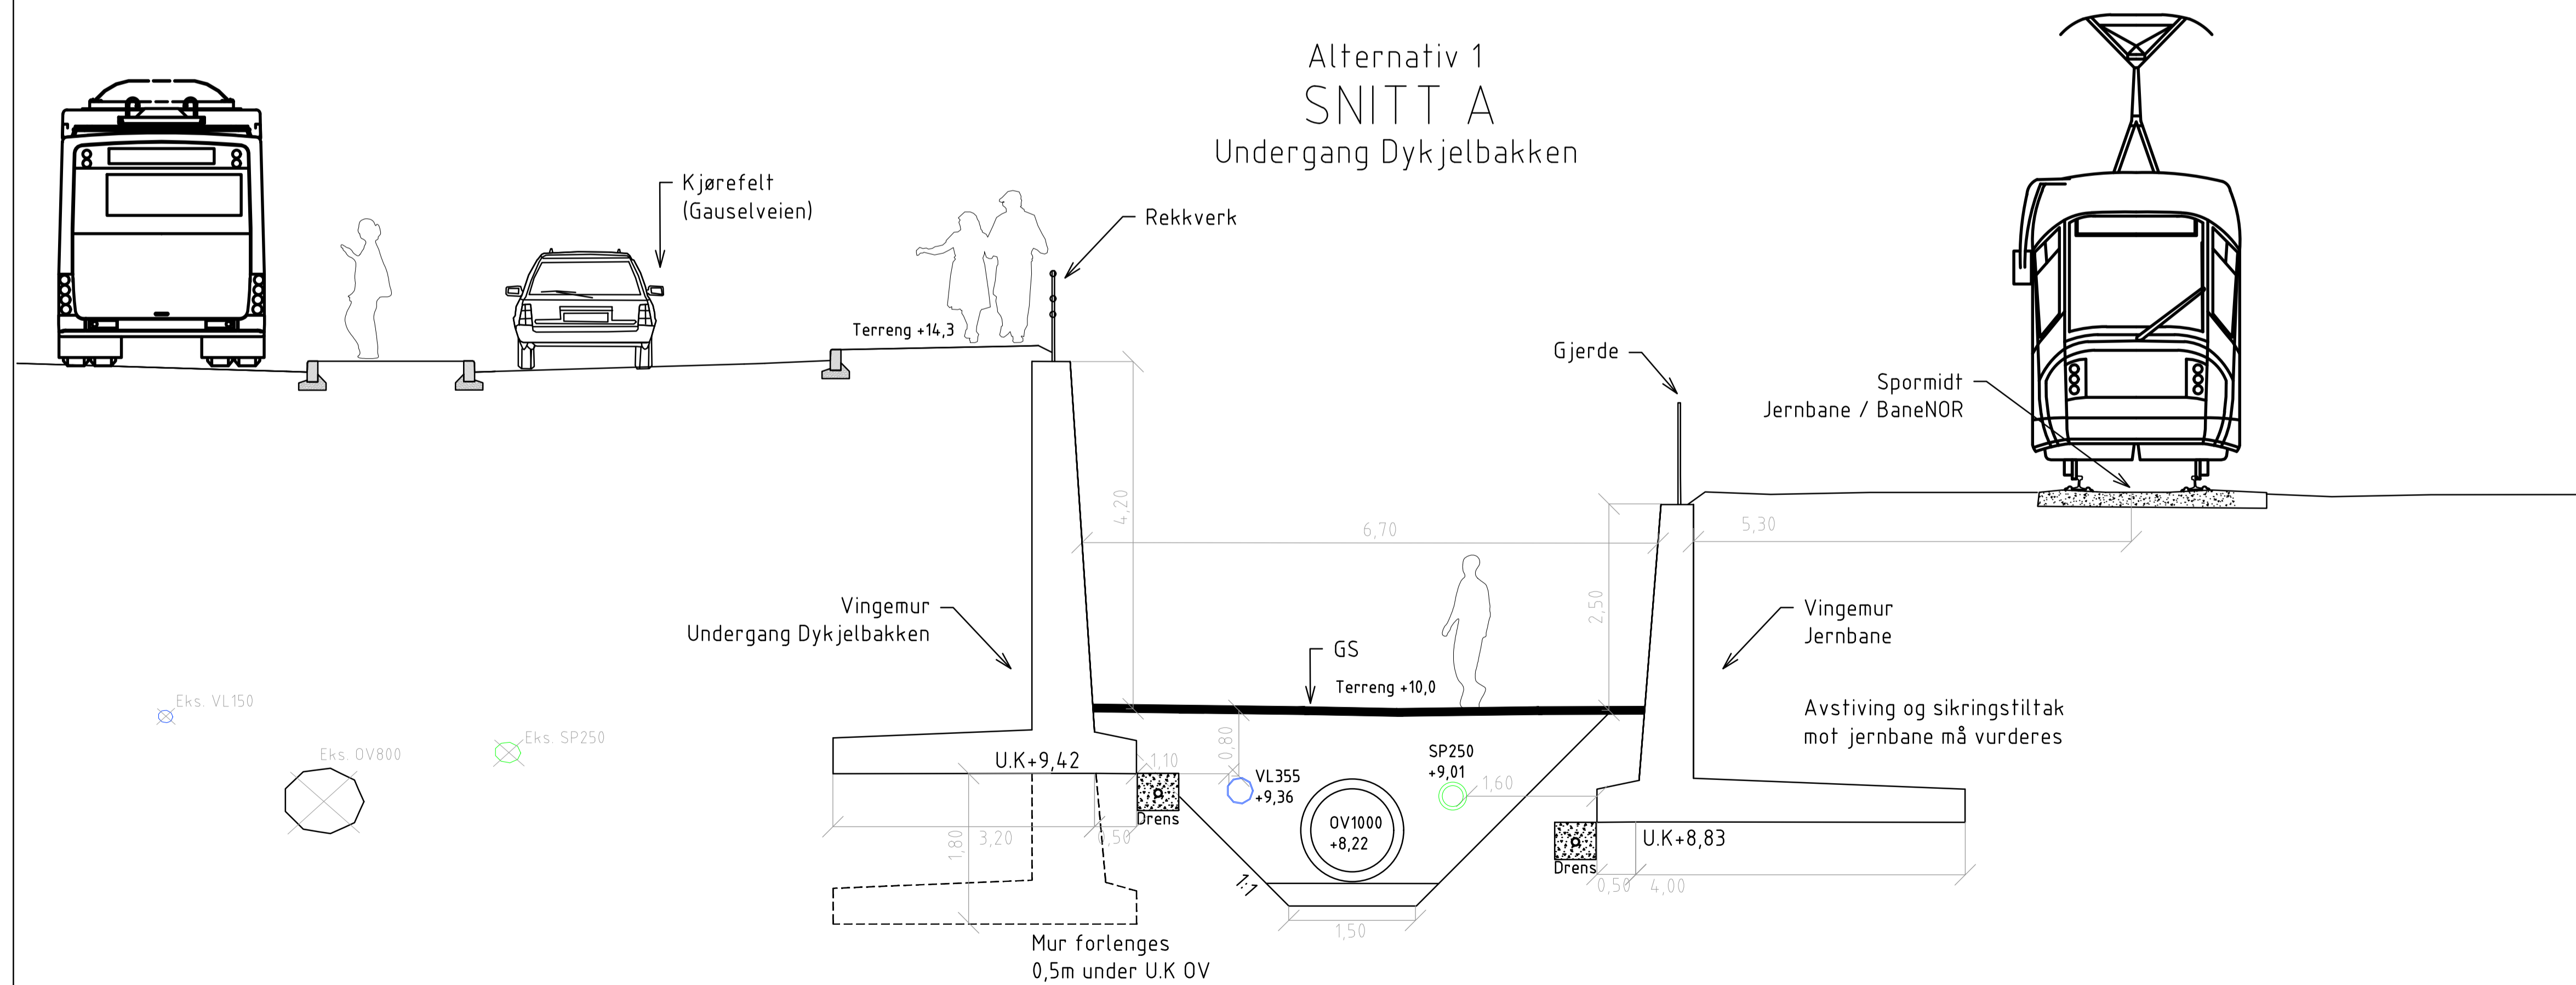 Alternativ 1
SNITT A
Undergang Dykjelbakken
Kjørefelt
(Gauselveien)
Rekkverk
Terreng +14,3
Gjerde
Spormidt
Jernbane / BaneNOR
4,20
6,70
5,30
2,50
Vingemur
Undergang Dykjelbakken
Vingemur
Jernbane
GS
Terreng +10,0
Avstiving og sikringstiltak
mot jernbane må vurderes
Eks. VL150
Eks. OV800
Eks. SP250
U.K+9,42
1,10
0,80
VL355
+9,36
SP250
+9,01
1,60
Drens
OV1000
+8,22
U.K+8,83
Drens
3,20
0,50
1,80
1:1
0,50
4,00
1,50
Mur forlenges
0,5m under U.K OV